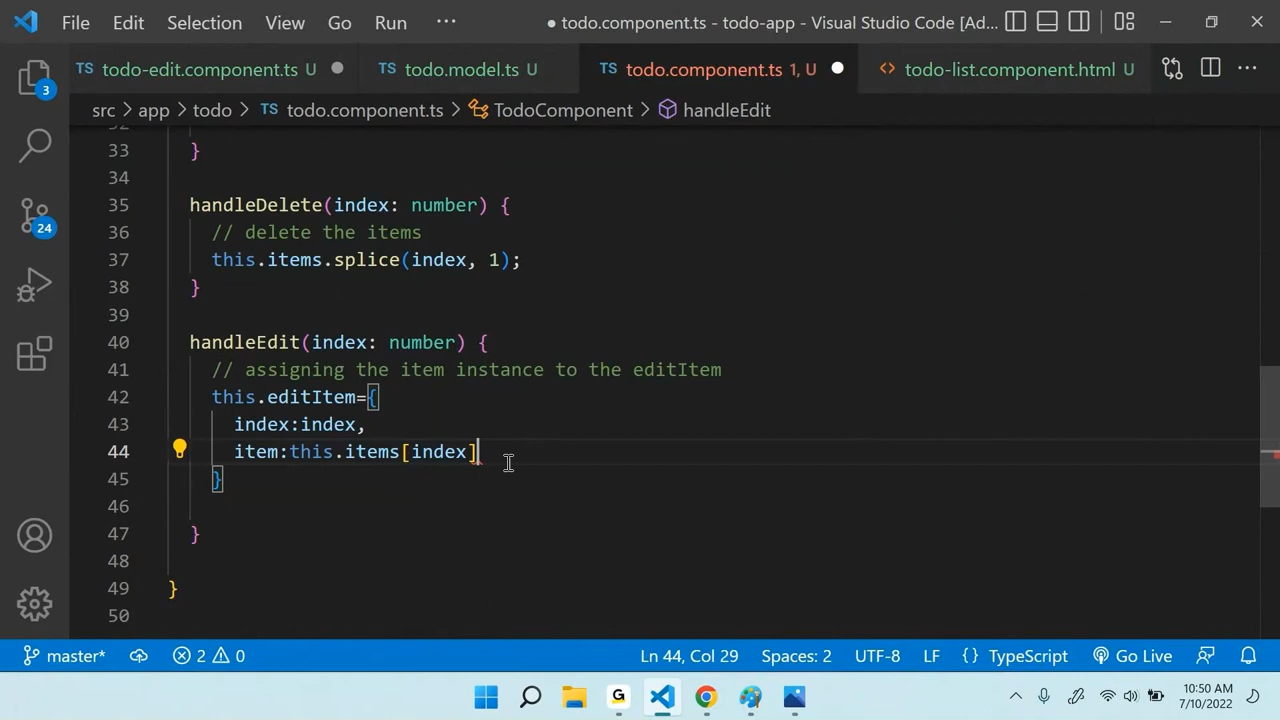 File Edit Selection View Go Run ··· ● todo.component.ts - todo-app - Visual Studio Code [Ad...
TS todo-edit.component.ts U ● TS todo.model.ts U TS todo.component.ts 1, U ● <> todo-list.component.html U ···
src > app > todo > TS todo.component.ts > TodoComponent > handleEdit
3
24
33 }
34
35 handleDelete(index: number) {
36 // delete the items
37 this.items.splice(index, 1);
38 }
39
40 handleEdit(index: number) {
41 // assigning the item instance to the editItem
42 this.editItem={
43 index:index,
44 item:this.items[index]
45 }
46
47 }
48
49 }
50
master* 2 0 Ln 44, Col 29 Spaces: 2 UTF-8 LF {} TypeScript Go Live
G 10:50 AM
7/10/2022